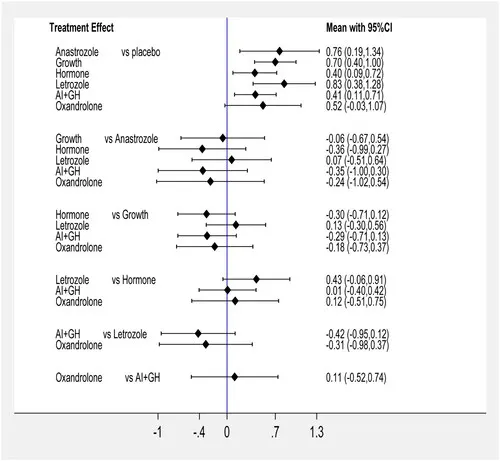 Treatment Effect Mean with 95%CI
Anastrozole vs placebo 0.76 (0.19,1.34)
Growth 0.70 (0.40,1.00)
Hormone 0.40 (0.09,0.72)
Letrozole 0.83 (0.38,1.28)
AI+GH 0.41 (0.11,0.71)
Oxandrolone 0.52 (-0.03,1.07)
Growth vs Anastrozole -0.06 (-0.67,0.54)
Hormone -0.36 (-0.99,0.27)
Letrozole 0.07 (-0.51,0.64)
AI+GH -0.35 (-1.00,0.30)
Oxandrolone -0.24 (-1.02,0.54)
Hormone vs Growth -0.30 (-0.71,0.12)
Letrozole 0.13 (-0.30,0.56)
AI+GH -0.29 (-0.71,0.13)
Oxandrolone -0.18 (-0.73,0.37)
Letrozole vs Hormone 0.43 (-0.06,0.91)
AI+GH 0.01 (-0.40,0.42)
Oxandrolone 0.12 (-0.51,0.75)
AI+GH vs Letrozole -0.42 (-0.95,0.12)
Oxandrolone -0.31 (-0.98,0.37)
Oxandrolone vs AI+GH 0.11 (-0.52,0.74)
-1 -.4 0 .7 1.3